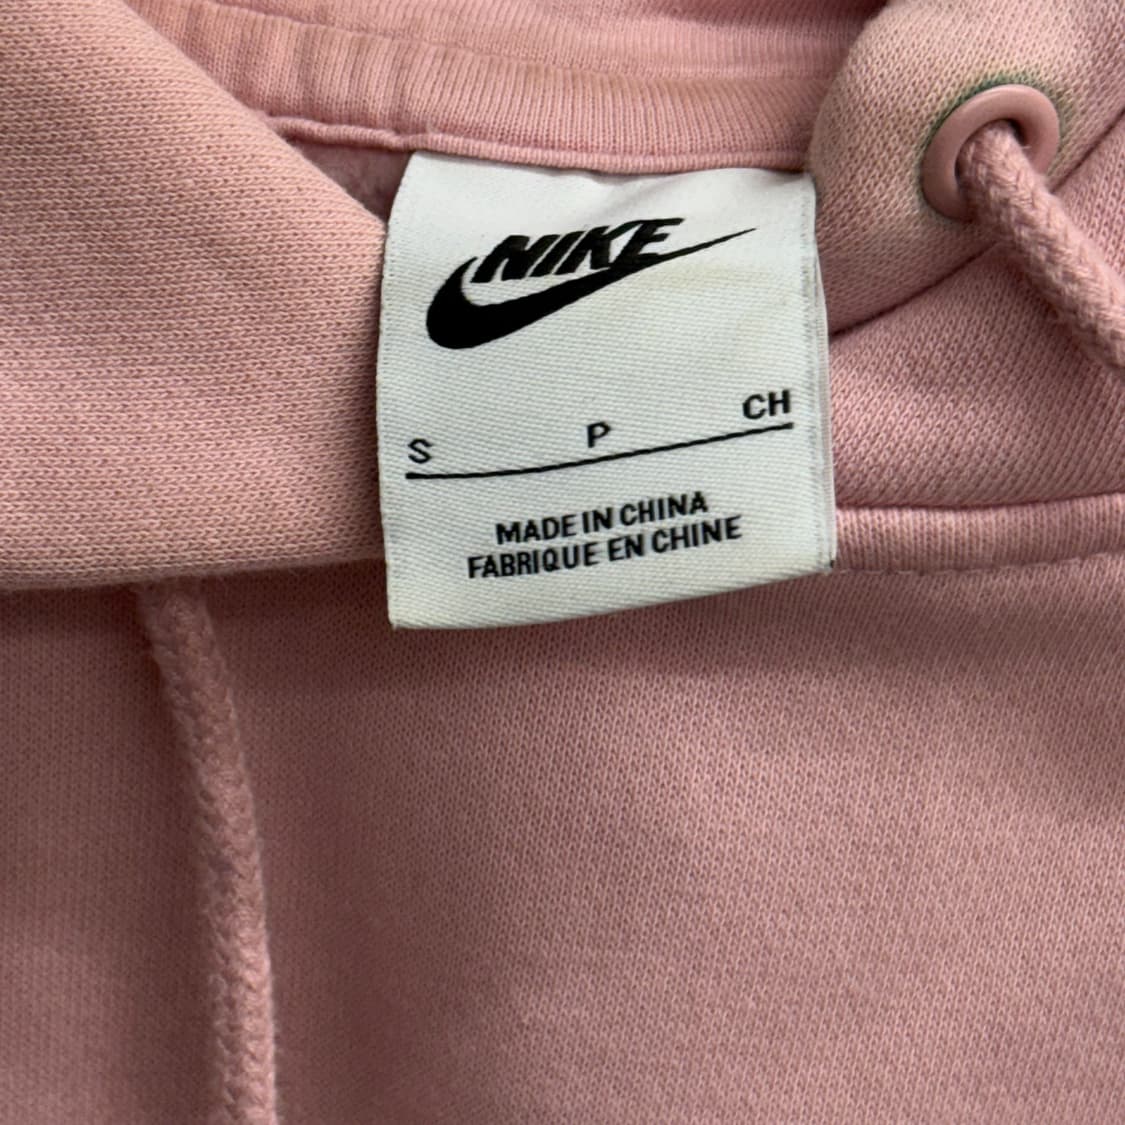 NIKE
S P CH
MADE IN CHINA
FABRIQUE EN CHINE